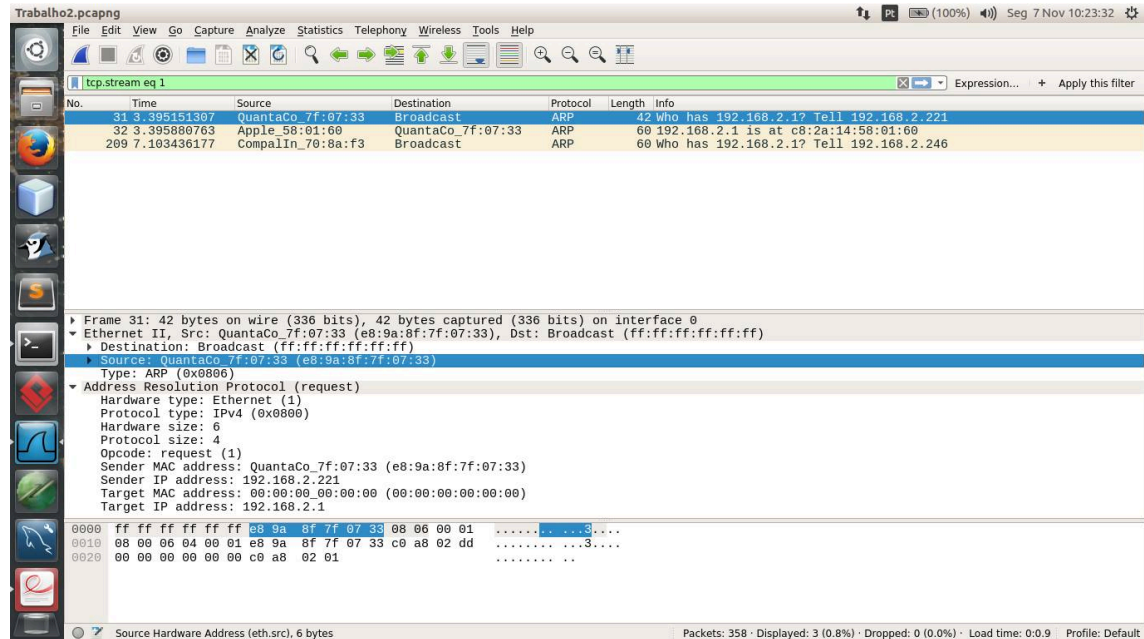 Trabalho2.pcapng Pt (100%) Seg 7 Nov 10:23:32
File Edit View Go Capture Analyze Statistics Telephony Wireless Tools Help
tcp.stream eq 1 Expression... + Apply this filter
No. Time Source Destination Protocol Length Info
31 3.395151307 QuantaCo_7f:07:33 Broadcast ARP 42 Who has 192.168.2.1? Tell 192.168.2.221
32 3.395880763 Apple_58:01:60 QuantaCo_7f:07:33 ARP 60 192.168.2.1 is at c8:2a:14:58:01:60
209 7.103436177 CompalIn_70:8a:f3 Broadcast ARP 60 Who has 192.168.2.1? Tell 192.168.2.246
Frame 31: 42 bytes on wire (336 bits), 42 bytes captured (336 bits) on interface 0
Ethernet II, Src: QuantaCo_7f:07:33 (e8:9a:8f:7f:07:33), Dst: Broadcast (ff:ff:ff:ff:ff:ff)
Destination: Broadcast (ff:ff:ff:ff:ff:ff)
Source: QuantaCo_7f:07:33 (e8:9a:8f:7f:07:33)
Type: ARP (0x0806)
Address Resolution Protocol (request)
Hardware type: Ethernet (1)
Protocol type: IPv4 (0x0800)
Hardware size: 6
Protocol size: 4
Opcode: request (1)
Sender MAC address: QuantaCo_7f:07:33 (e8:9a:8f:7f:07:33)
Sender IP address: 192.168.2.221
Target MAC address: 00:00:00_00:00:00 (00:00:00:00:00:00)
Target IP address: 192.168.2.1
0000 ff ff ff ff ff ff e8 9a 8f 7f 07 33 08 06 00 01 ........ ...3....
0010 08 00 06 04 00 01 e8 9a 8f 7f 07 33 c0 a8 02 dd ........ ...3....
0020 00 00 00 00 00 00 c0 a8 02 01 ........ ..
Source Hardware Address (eth.src), 6 bytes Packets: 358 · Displayed: 3 (0.8%) · Dropped: 0 (0.0%) · Load time: 0:0.9 Profile: Default